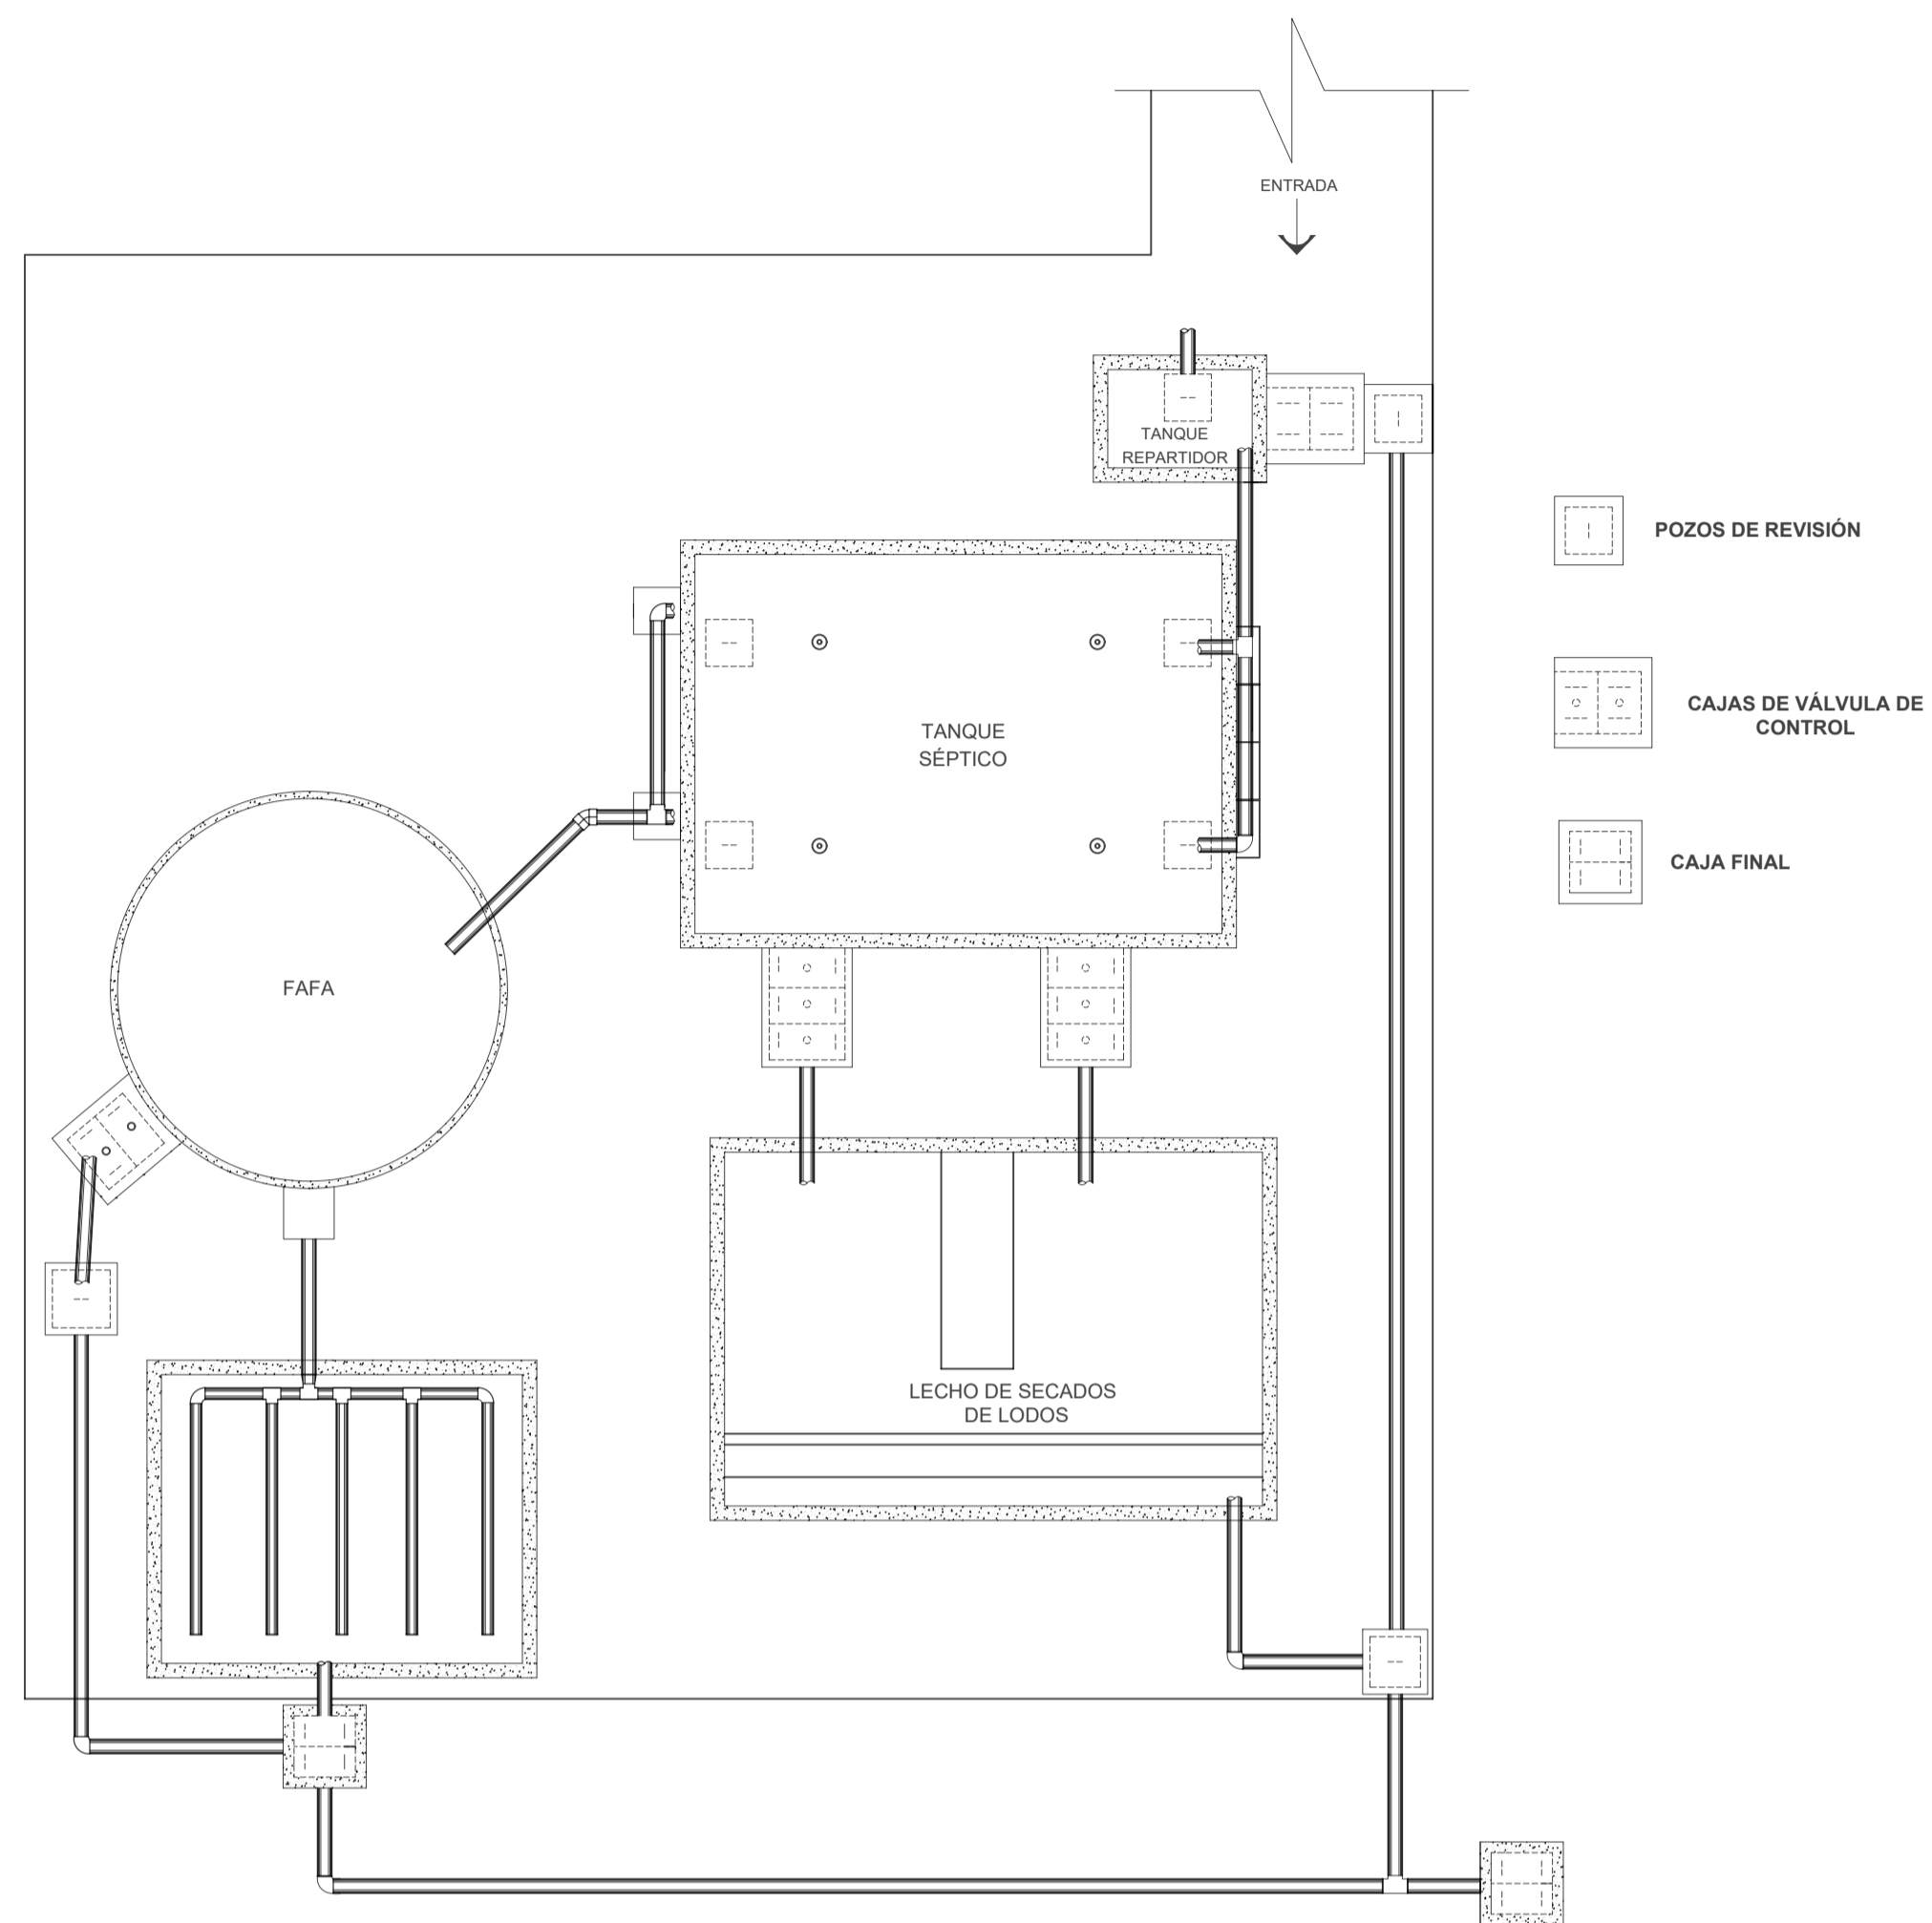 ENTRADA
TANQUE
REPARTIDOR
POZOS DE REVISIÓN
TANQUE
SÉPTICO
CAJAS DE VÁLVULA DE
CONTROL
CAJA FINAL
FAFA
LECHO DE SECADOS
DE LODOS